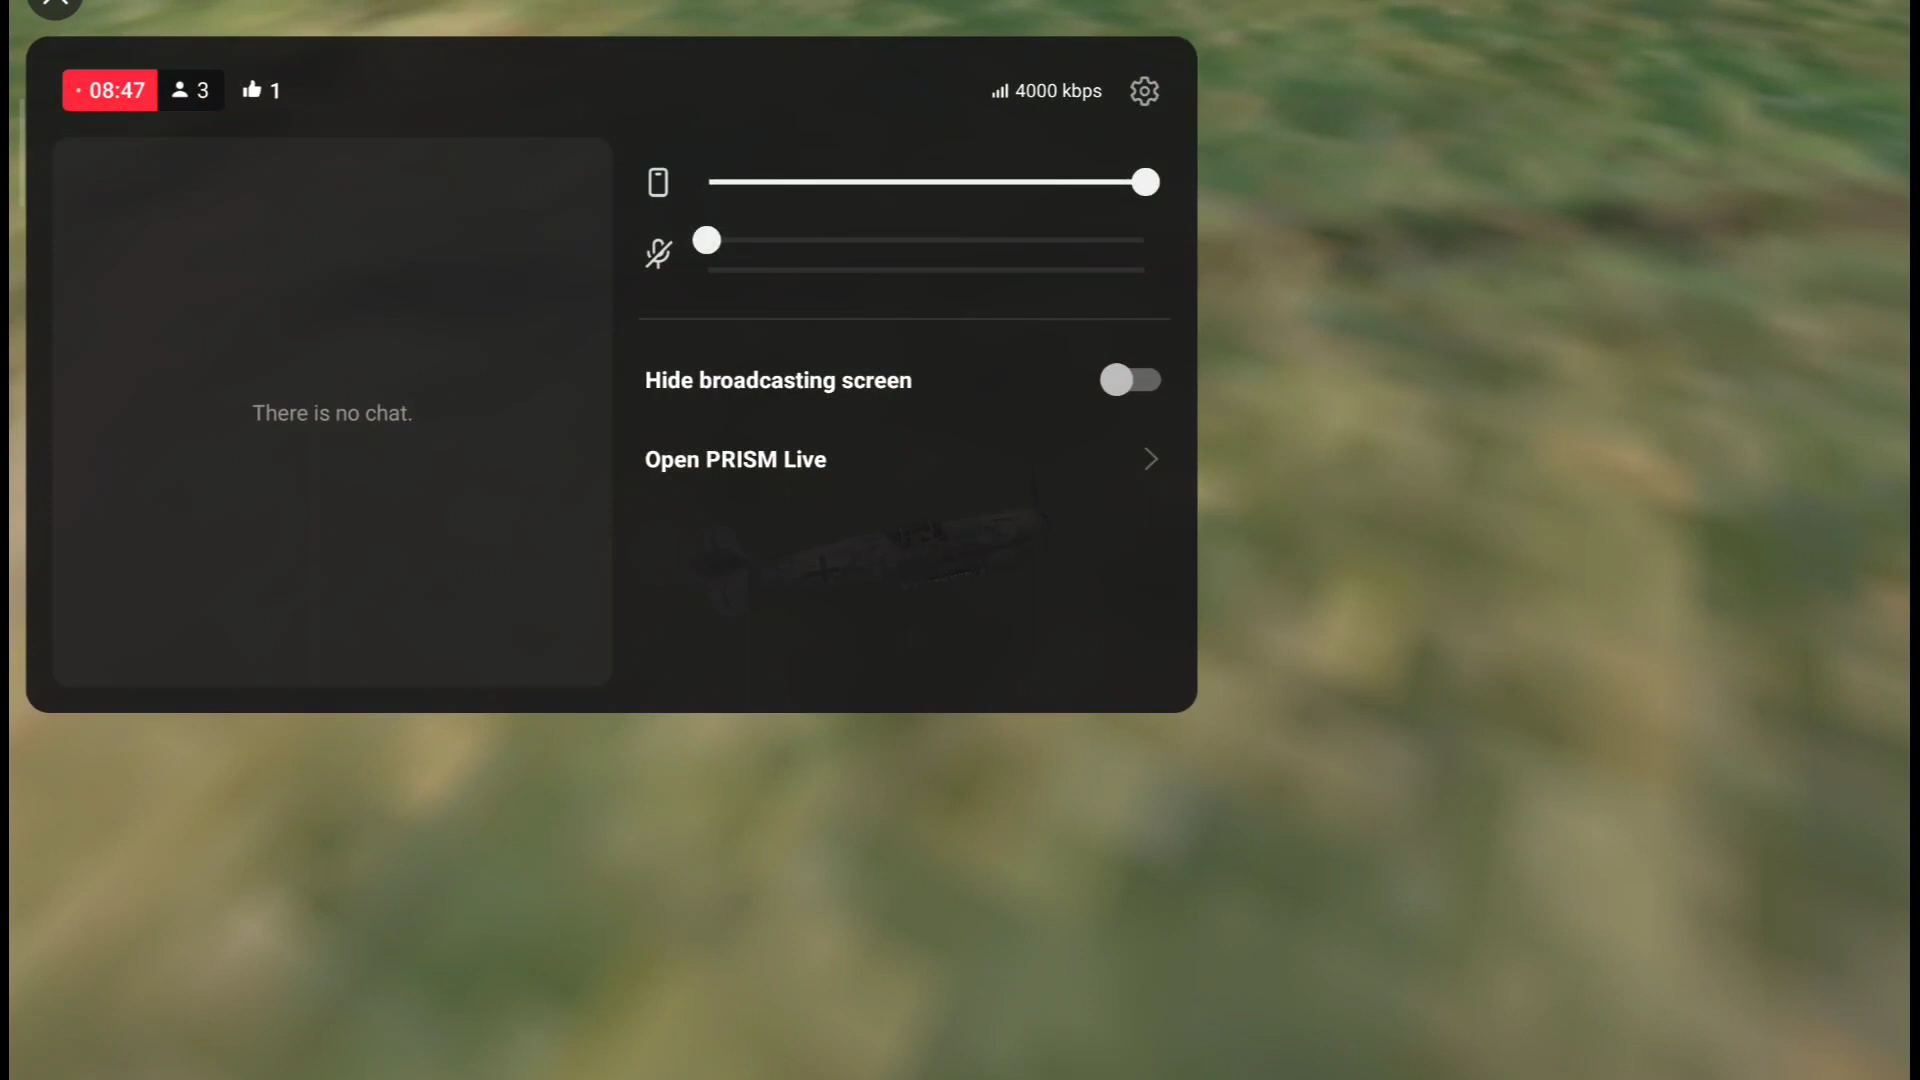 08:47 3 1 4000 kbps
Hide broadcasting screen
There is no chat.
Open PRISM Live